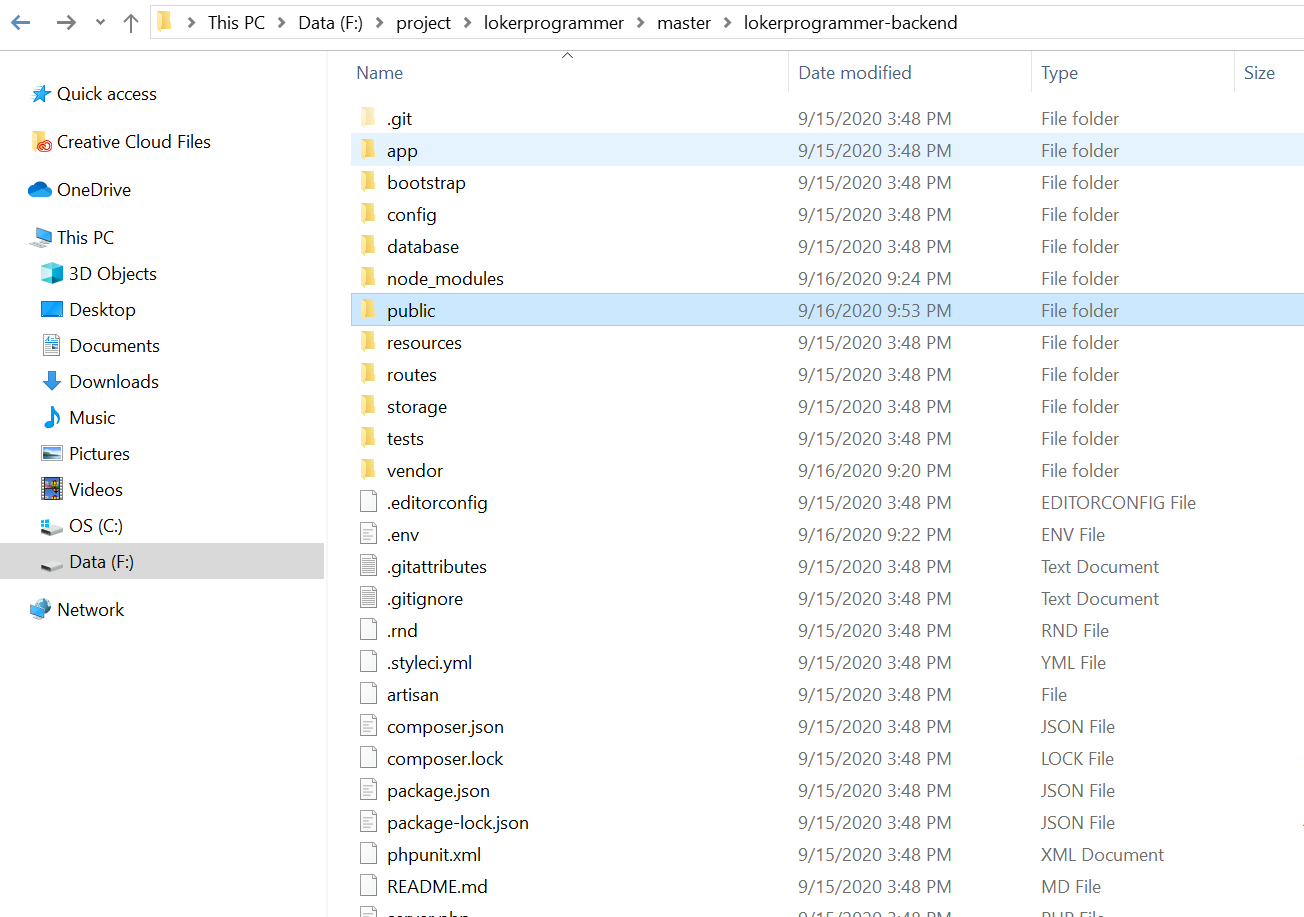 This PC > Data (F:) > project > lokerprogrammer > master > lokerprogrammer-backend
Name Date modified Type Size
Quick access
Creative Cloud Files
OneDrive
This PC
3D Objects
Desktop
Documents
Downloads
Music
Pictures
Videos
OS (C:)
Data (F:)
Network
.git 9/15/2020 3:48 PM File folder
app 9/15/2020 3:48 PM File folder
bootstrap 9/15/2020 3:48 PM File folder
config 9/15/2020 3:48 PM File folder
database 9/15/2020 3:48 PM File folder
node_modules 9/16/2020 9:24 PM File folder
public 9/16/2020 9:53 PM File folder
resources 9/15/2020 3:48 PM File folder
routes 9/15/2020 3:48 PM File folder
storage 9/15/2020 3:48 PM File folder
tests 9/15/2020 3:48 PM File folder
vendor 9/16/2020 9:20 PM File folder
.editorconfig 9/15/2020 3:48 PM EDITORCONFIG File
.env 9/16/2020 9:22 PM ENV File
.gitattributes 9/15/2020 3:48 PM Text Document
.gitignore 9/15/2020 3:48 PM Text Document
.rnd 9/15/2020 3:48 PM RND File
.styleci.yml 9/15/2020 3:48 PM YML File
artisan 9/15/2020 3:48 PM File
composer.json 9/15/2020 3:48 PM JSON File
composer.lock 9/15/2020 3:48 PM LOCK File
package.json 9/15/2020 3:48 PM JSON File
package-lock.json 9/15/2020 3:48 PM JSON File
phpunit.xml 9/15/2020 3:48 PM XML Document
README.md 9/15/2020 3:48 PM MD File
server.php 9/15/2020 3:48 PM PHP File